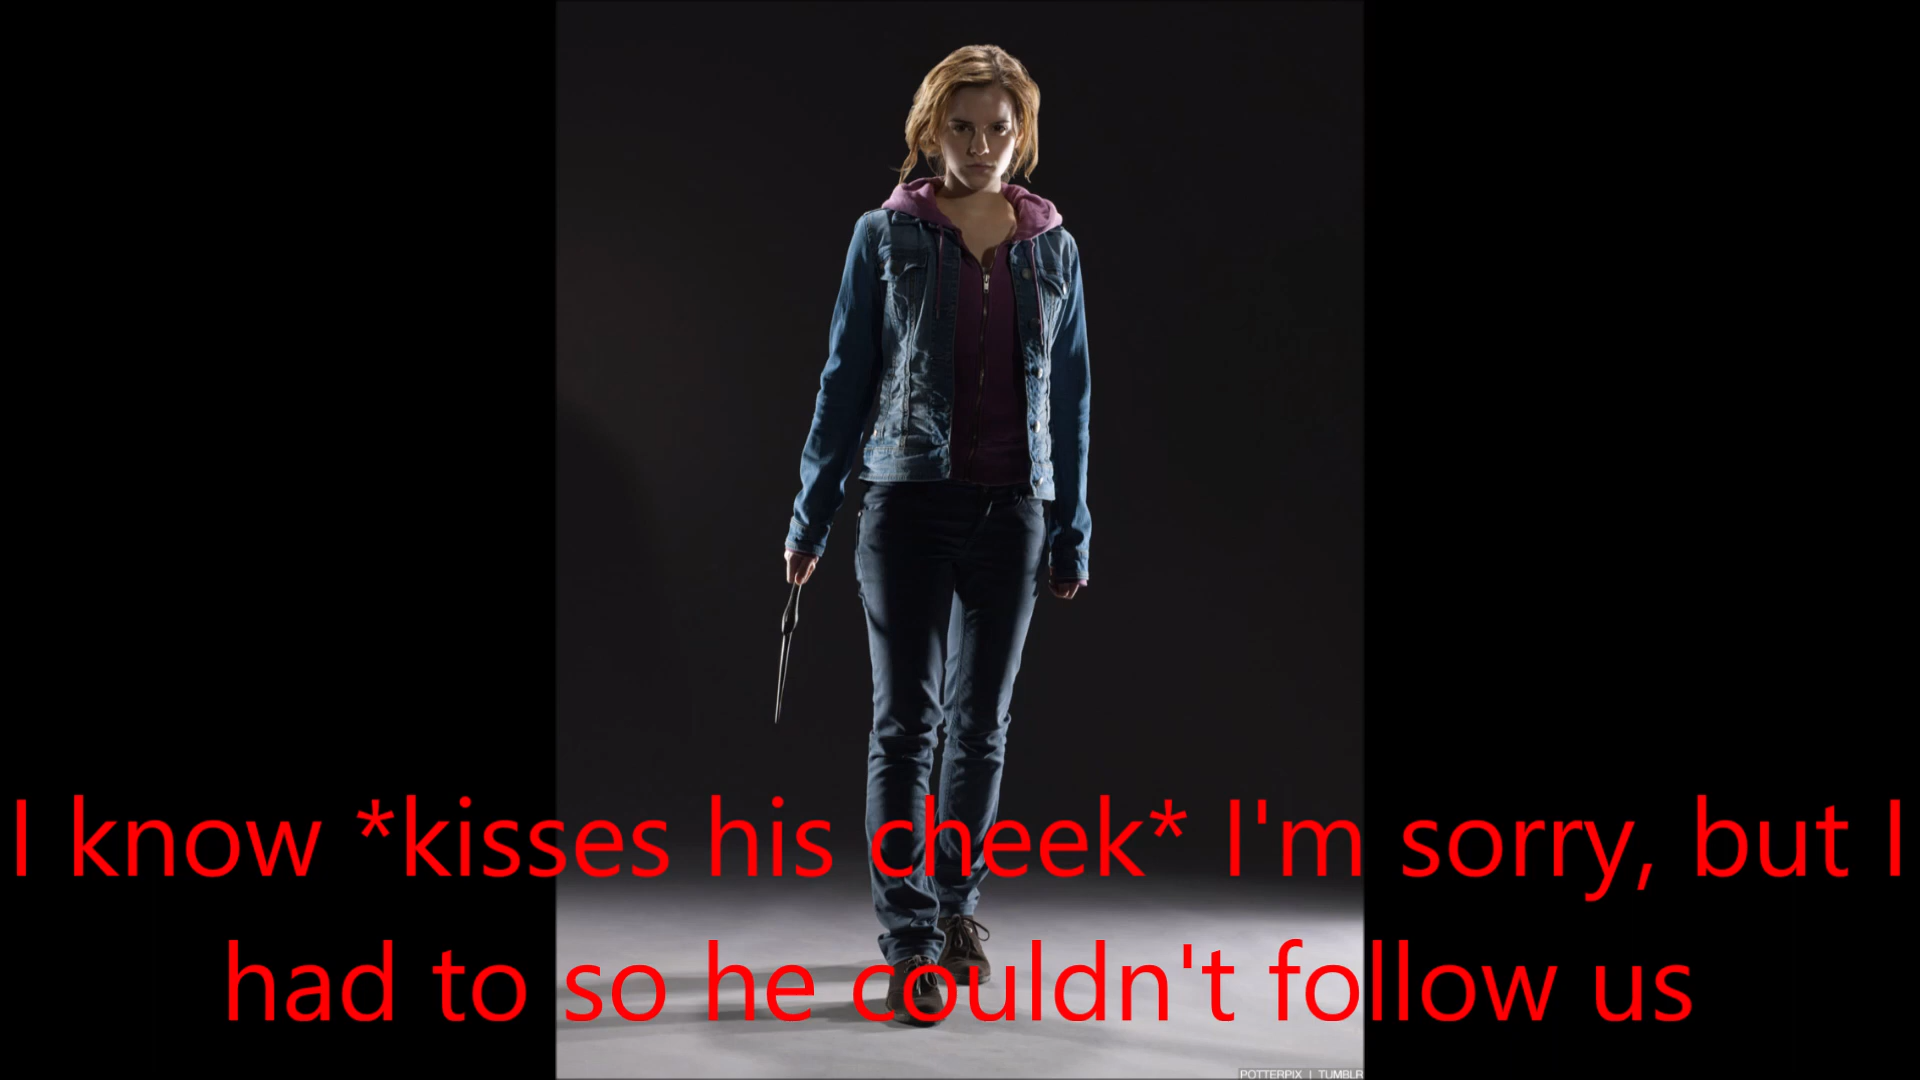 I know *kisses his cheek* I'm sorry, but I
had to so he couldn't follow us
POTTERPIX | TUMBLR